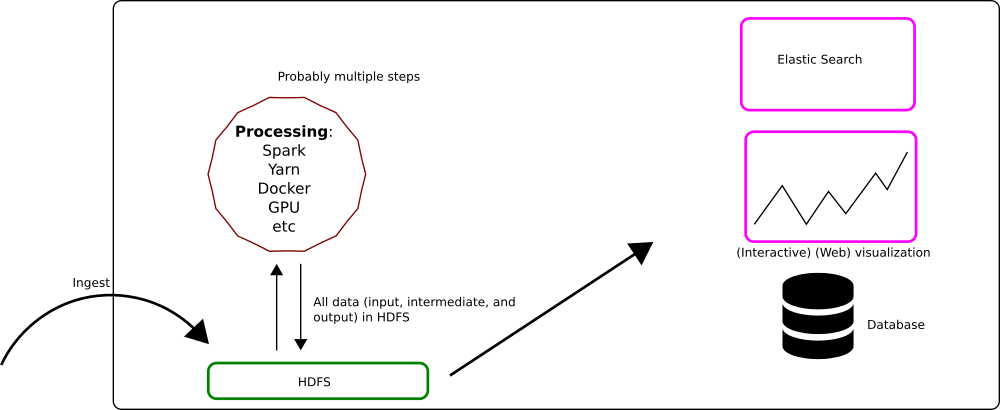 Elastic Search
Probably multiple steps
Processing:
Spark
Yarn
Docker
GPU
etc
(Interactive) (Web) visualization
Ingest
All data (input, intermediate, and
output) in HDFS
Database
HDFS